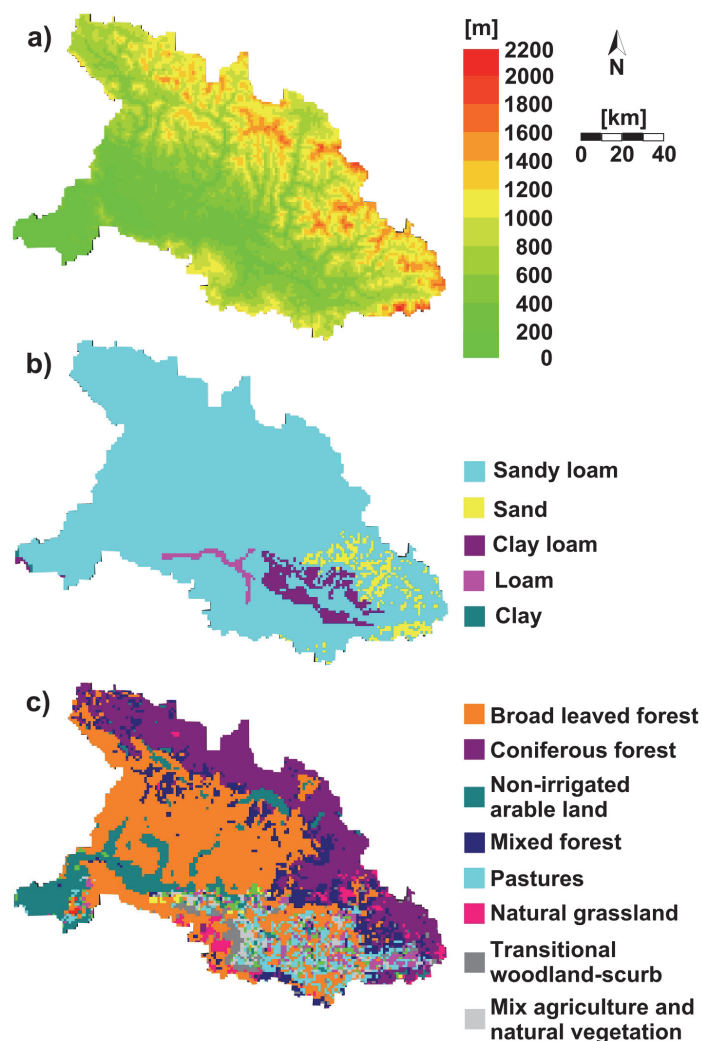 a)
[m]
2200
2000
1800
1600
1400
1200
1000
800
600
400
200
0
N
[km]
0 20 40
b)
Sandy loam
Sand
Clay loam
Loam
Clay
c)
Broad leaved forest
Coniferous forest
Non-irrigated
arable land
Mixed forest
Pastures
Natural grassland
Transitional
woodland-scurb
Mix agriculture and
natural vegetation